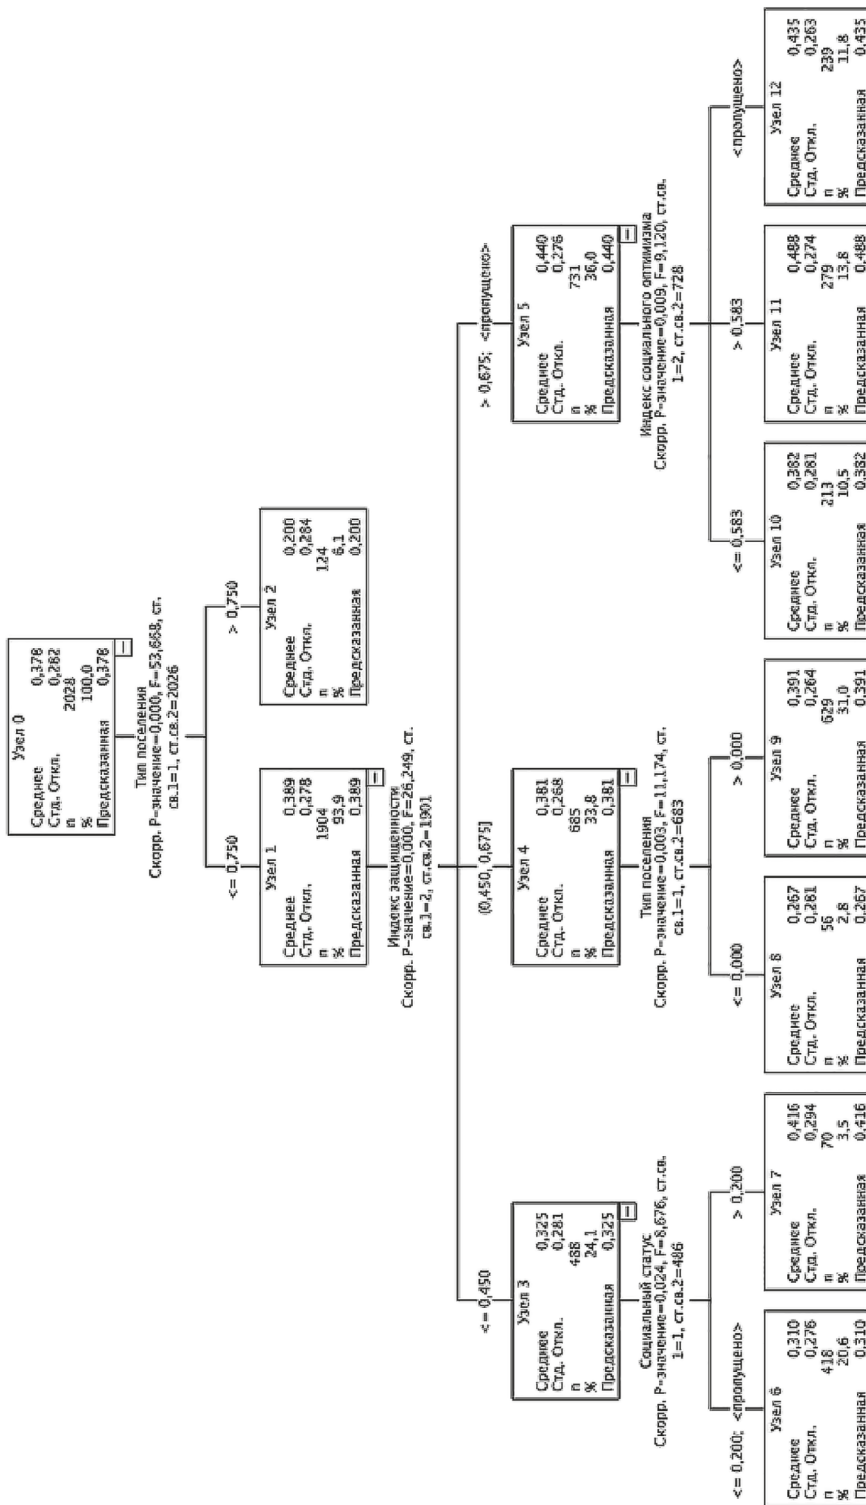 Узел 0
Среднее 0,378
Стд. Откл. 0,282
n 2028
% 100,0
Предсказанная 0,378
Тип поселения
Скорр. P-значение=0,000, F=53,668, ст.
св.1=1, ст.св.2=2026
<= 0,750
> 0,750
Узел 1
Среднее 0,389
Стд. Откл. 0,278
n 1904
% 93,9
Предсказанная 0,389
Узел 2
Среднее 0,200
Стд. Откл. 0,284
n 124
% 6,1
Предсказанная 0,200
Индекс защищенности
Скорр. P-значение=0,000, F=26,249, ст.
св.1=2, ст.св.2=1901
<= 0,450
(0,450, 0,675]
> 0,675; <пропущено>
Узел 3
Среднее 0,325
Стд. Откл. 0,281
n 488
% 24,1
Предсказанная 0,325
Узел 4
Среднее 0,381
Стд. Откл. 0,268
n 685
% 33,8
Предсказанная 0,381
Узел 5
Среднее 0,440
Стд. Откл. 0,276
n 731
% 36,0
Предсказанная 0,440
Социальный статус
Скорр. P-значение=0,024, F=8,676, ст.св.
1=1, ст.св.2=486
Тип поселения
Скорр. P-значение=0,003, F=11,174, ст.
св.1=1, ст.св.2=683
Индекс социального оптимизма
Скорр. P-значение=0,009, F=9,120, ст.св.
1=2, ст.св.2=728
<= 0,200; <пропущено>
> 0,200
<= 0,000
> 0,000
<= 0,583
> 0,583
<пропущено>
Узел 6
Среднее 0,310
Стд. Откл. 0,276
n 418
% 20,6
Предсказанная 0,310
Узел 7
Среднее 0,416
Стд. Откл. 0,294
n 70
% 3,5
Предсказанная 0,416
Узел 8
Среднее 0,267
Стд. Откл. 0,281
n 56
% 2,8
Предсказанная 0,267
Узел 9
Среднее 0,391
Стд. Откл. 0,264
n 629
% 31,0
Предсказанная 0,391
Узел 10
Среднее 0,382
Стд. Откл. 0,281
n 213
% 10,5
Предсказанная 0,382
Узел 11
Среднее 0,488
Стд. Откл. 0,274
n 279
% 13,8
Предсказанная 0,488
Узел 12
Среднее 0,435
Стд. Откл. 0,263
n 239
% 11,8
Предсказанная 0,435